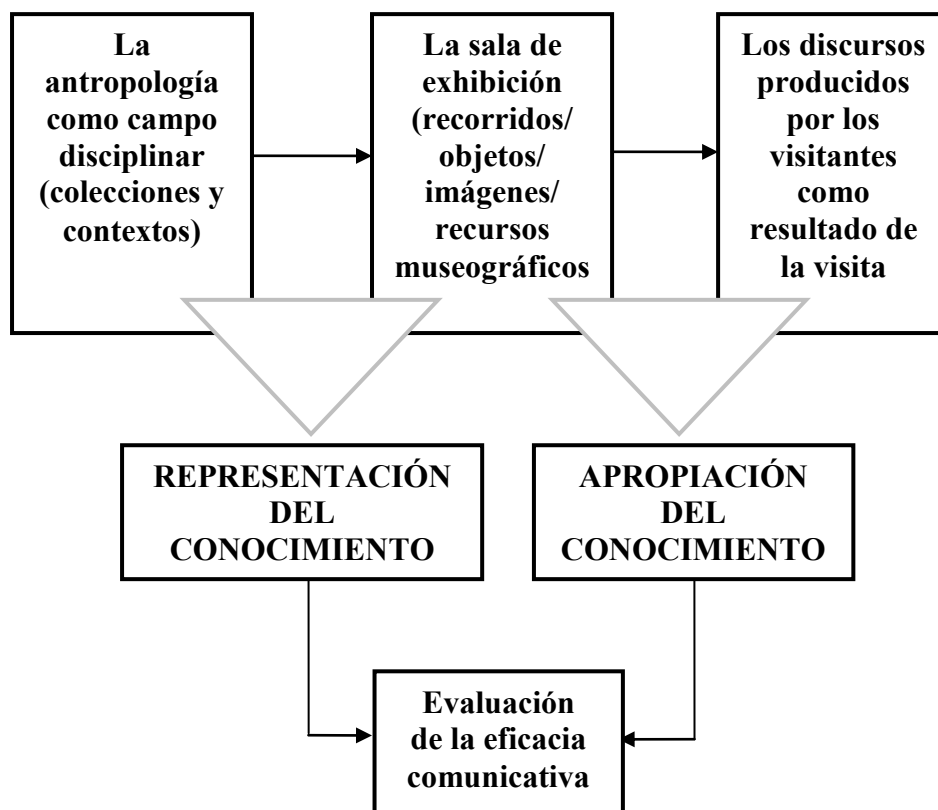 La
antropología
como campo
disciplinar
(colecciones y
contextos)
La sala de
exhibición
(recorridos/
objetos/
imágenes/
recursos
museográficos
Los discursos
producidos
por los
visitantes
como
resultado de
la visita
REPRESENTACIÓN
DEL
CONOCIMIENTO
APROPIACIÓN
DEL
CONOCIMIENTO
Evaluación
de la eficacia
comunicativa